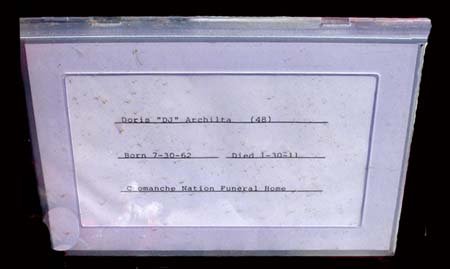 Doris "DJ" Archilta (48)
Born 7-30-62 Died 1-30-11
Comanche Nation Funeral Home